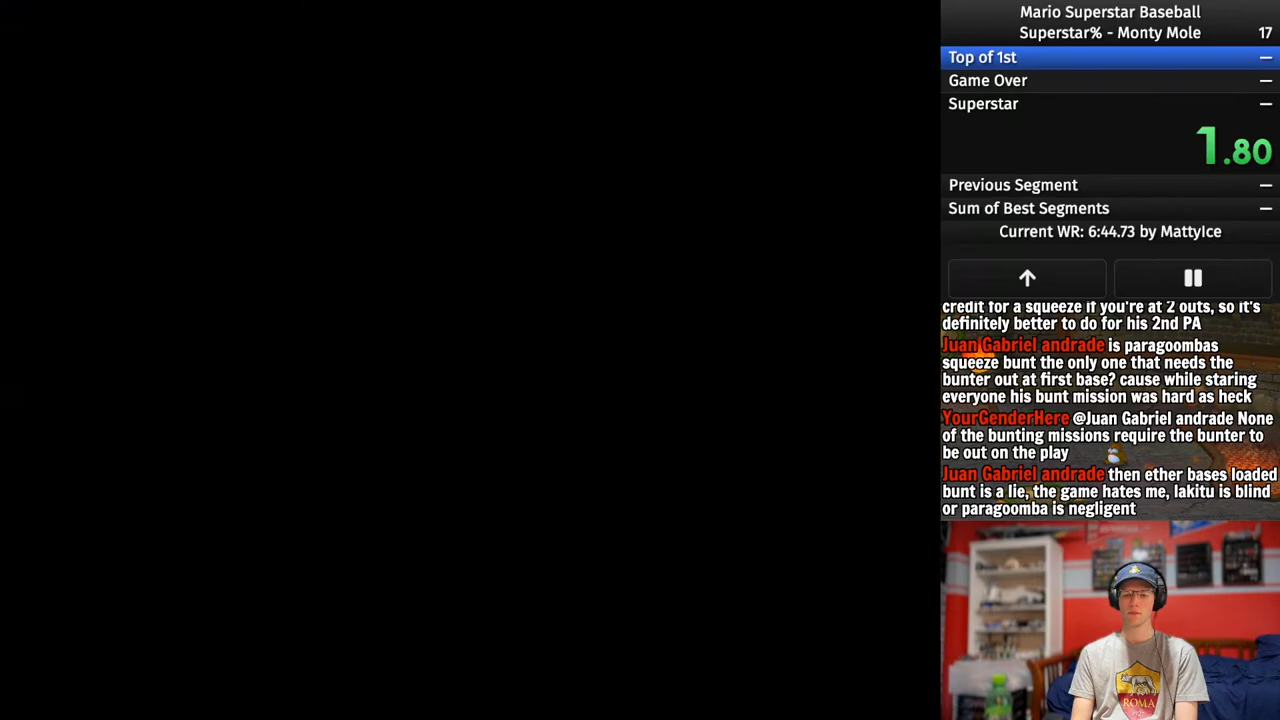 Mario Superstar Baseball
Superstar% - Monty Mole 17
Top of 1st —
Game Over —
Superstar —
1.80
Previous Segment —
Sum of Best Segments —
Current WR: 6:44.73 by MattyIce
credit for a squeeze if you're at 2 outs, so it's
definitely better to do for his 2nd PA
Juan Gabriel andrade is paragoombas
squeeze bunt the only one that needs the
bunter out at first base? cause while staring
everyone his bunt mission was hard as heck
YourGenderHere @Juan Gabriel andrade None
of the bunting missions require the bunter to
be out on the play
Juan Gabriel andrade then ether bases loaded
bunt is a lie, the game hates me, lakitu is blind
or paragoomba is negligent
ROMA